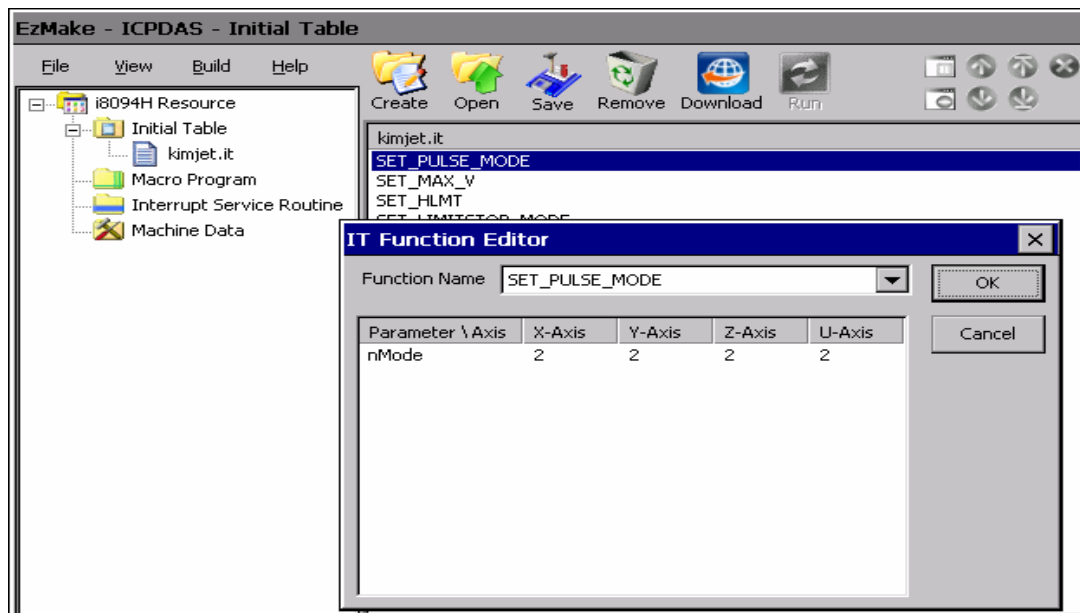 EzMake - ICPDAS - Initial Table
File View Build Help
Create Open Save Remove Download Run
i8094H Resource
Initial Table
kimjet.it
Macro Program
Interrupt Service Routine
Machine Data
kimjet.it
SET_PULSE_MODE
SET_MAX_V
SET_HLMT
SET_LIMITSTOP_MODE
IT Function Editor
Function Name SET_PULSE_MODE OK
Cancel
Parameter \ Axis X-Axis Y-Axis Z-Axis U-Axis
nMode 2 2 2 2